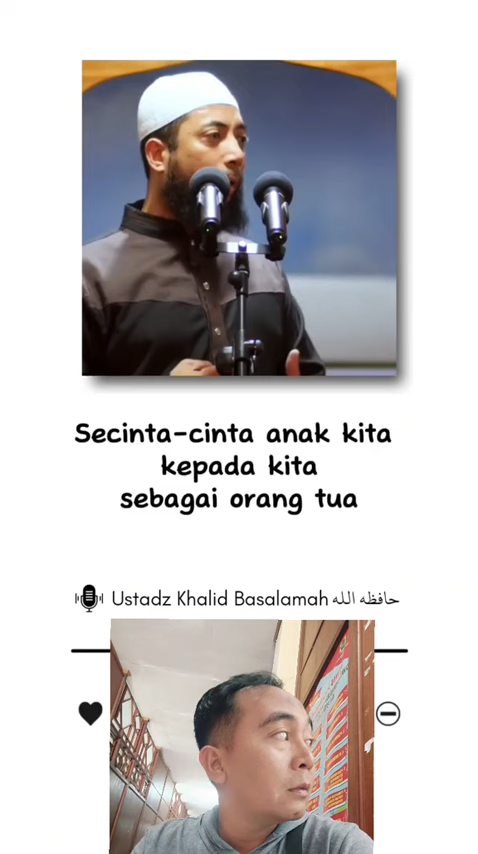 Secinta-cinta anak kita
kepada kita
sebagai orang tua
Ustadz Khalid Basalamah حافظه الله